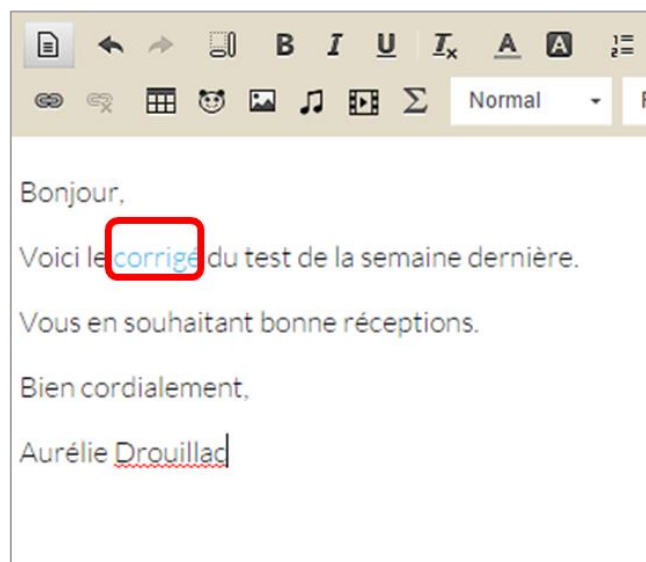 B I U Ix A A
Σ Normal
Bonjour,
Voici le corrigé du test de la semaine dernière.
Vous en souhaitant bonne réceptions.
Bien cordialement,
Aurélie Drouillac